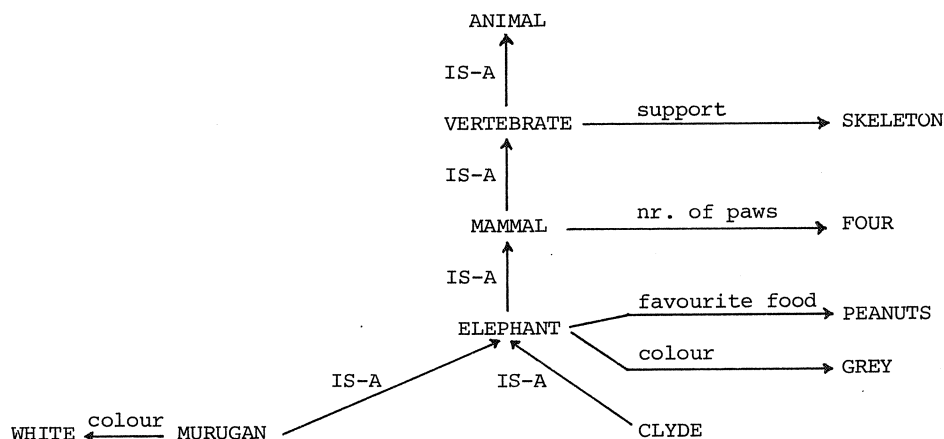 ANIMAL
IS-A
support
VERTEBRATE SKELETON
IS-A
nr. of paws
MAMMAL FOUR
IS-A
favourite food
PEANUTS
ELEPHANT
colour
GREY
IS-A IS-A
colour
WHITE MURUGAN CLYDE